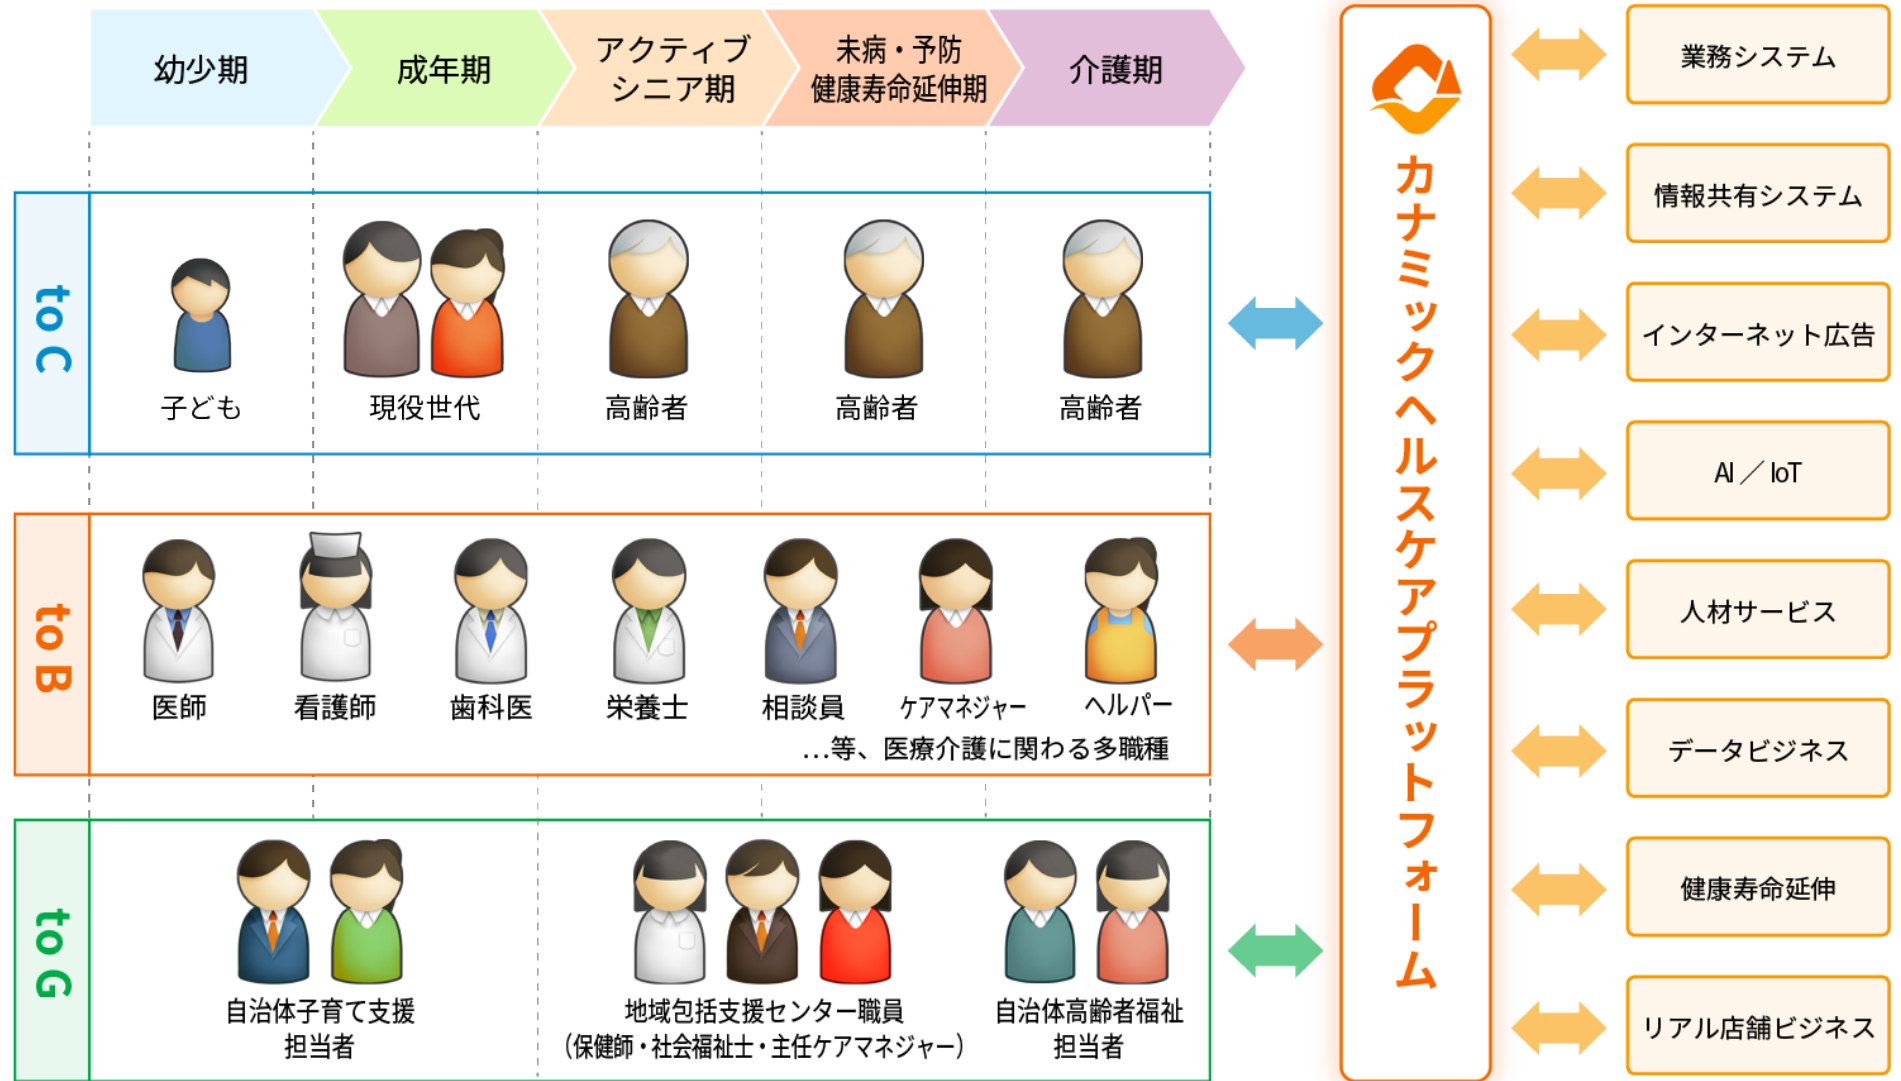 幼少期
成年期
アクティブ
シニア期
未病・予防
健康寿命延伸期
介護期
to C
子ども
現役世代
高齢者
高齢者
高齢者
to B
医師
看護師
歯科医
栄養士
相談員
ケアマネジャー
ヘルパー
…等、医療介護に関わる多職種
to G
自治体子育て支援
担当者
地域包括支援センター職員
（保健師・社会福祉士・主任ケアマネジャー）
自治体高齢者福祉
担当者
カナミックヘルスケアプラットフォーム
業務システム
情報共有システム
インターネット広告
AI／IoT
人材サービス
データビジネス
健康寿命延伸
リアル店舗ビジネス